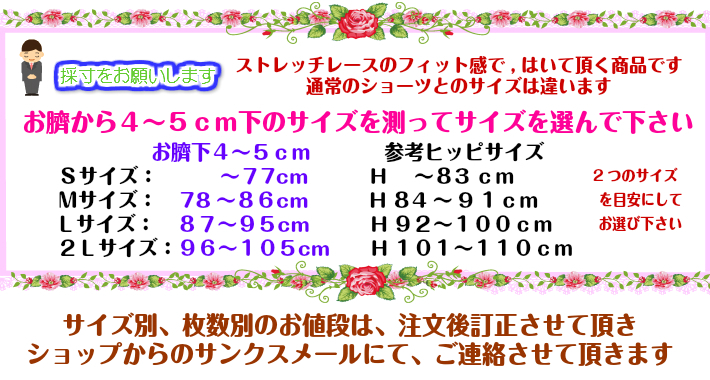 採寸をお願いします
ストレッチレースのフィット感で,はいて頂く商品です
通常のショーツとのサイズは違います
お臍から４～５ｃｍ下のサイズを測ってサイズを選んで下さい
お臍下４～５ｃｍ 参考ヒッピサイズ
Ｓサイズ： ～７７cm Ｈ ～８３ｃｍ
Ｍサイズ： ７８～８６cm Ｈ８４～９１ｃｍ
Ｌサイズ： ８７～９５cm Ｈ９２～１００ｃｍ
２Ｌサイズ：９６～１０５cm Ｈ１０１～１１０ｃｍ
２つのサイズ
を目安にして
お選び下さい
サイズ別、枚数別のお値段は、注文後訂正させて頂き
ショップからのサンクスメールにて、ご連絡させて頂きます